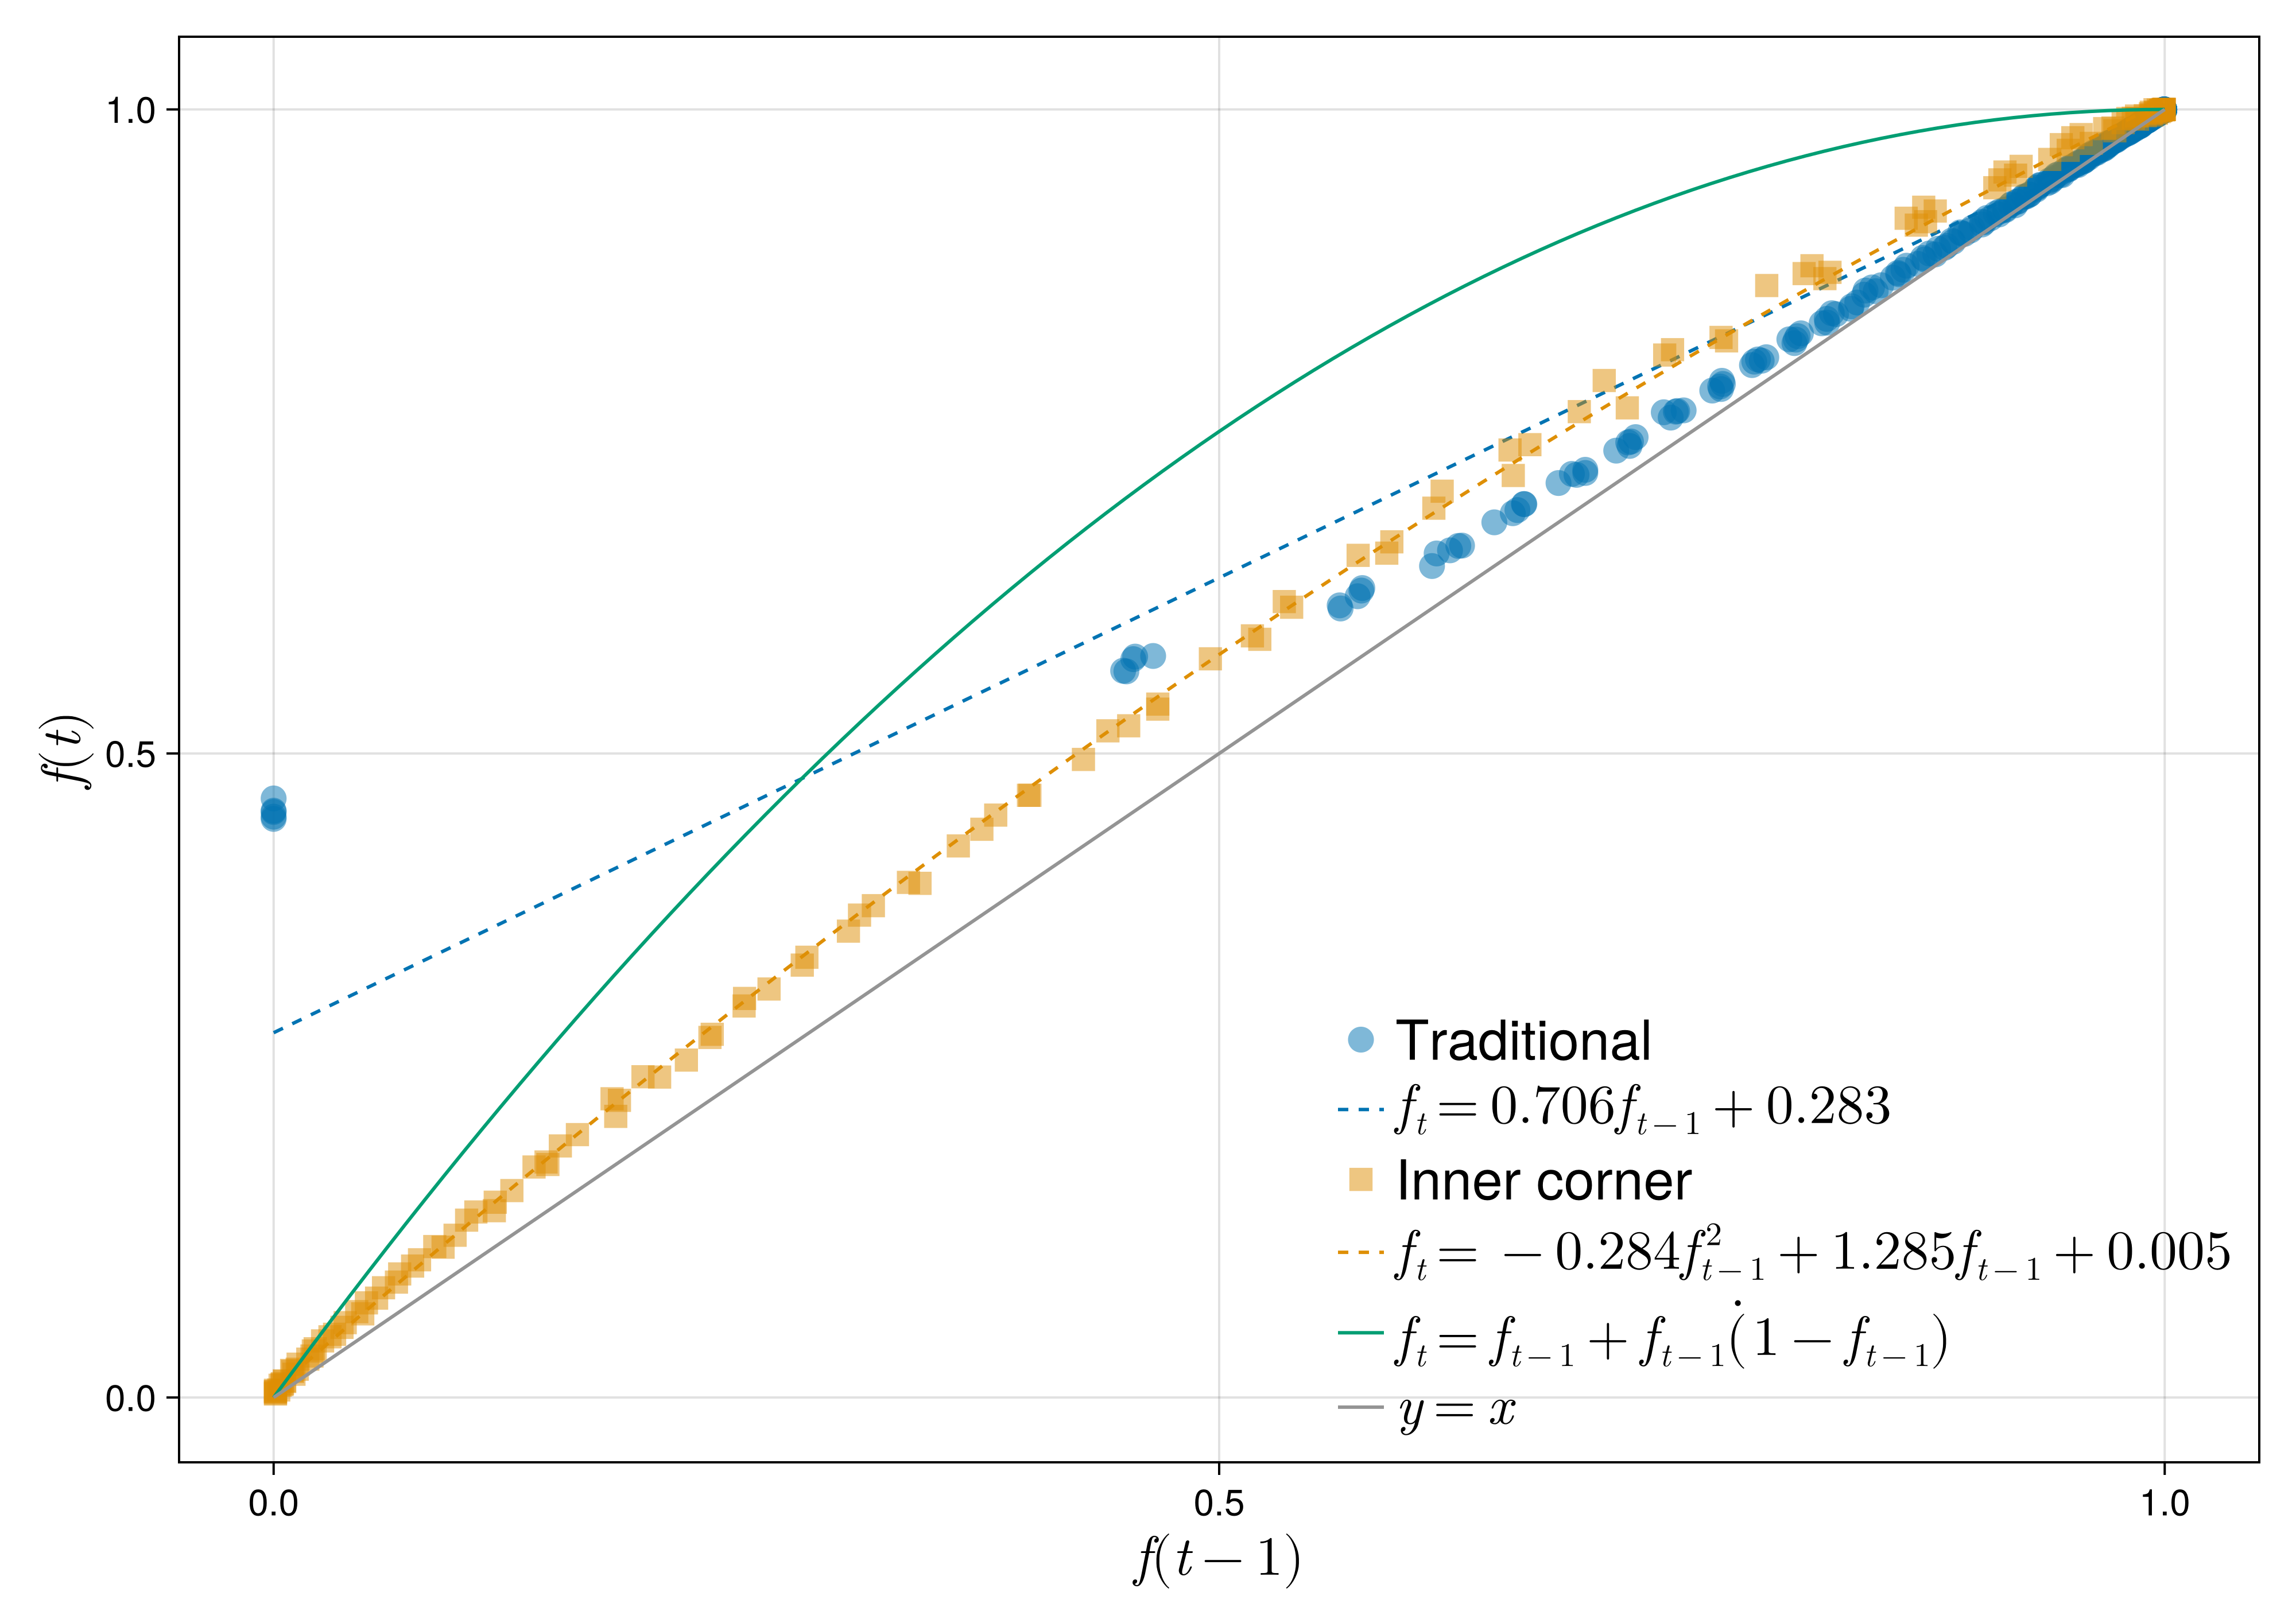 1.0
0.5
0.0
f(t)
0.0
0.5
1.0
f(t − 1)
Traditional
f_t = 0.706f_{t−1} + 0.283
Inner corner
f_t = −0.284f^2_{t−1} + 1.285f_{t−1} + 0.005
f_t = f_{t−1} + f_{t−1}(̇1 − f_{t−1})
y = x